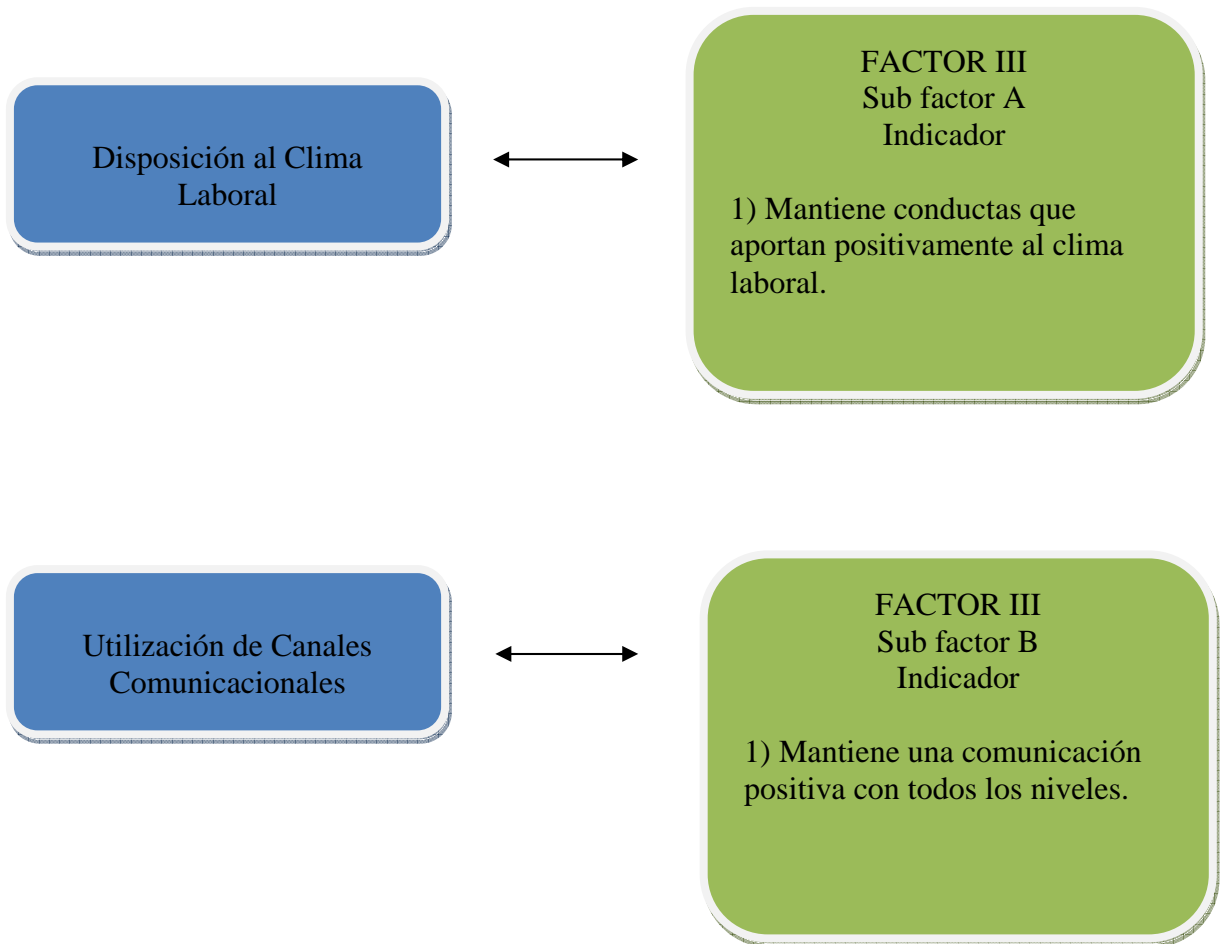 Disposición al Clima
Laboral
FACTOR III
Sub factor A
Indicador
1) Mantiene conductas que
aportan positivamente al clima
laboral.
Utilización de Canales
Comunicacionales
FACTOR III
Sub factor B
Indicador
1) Mantiene una comunicación
positiva con todos los niveles.